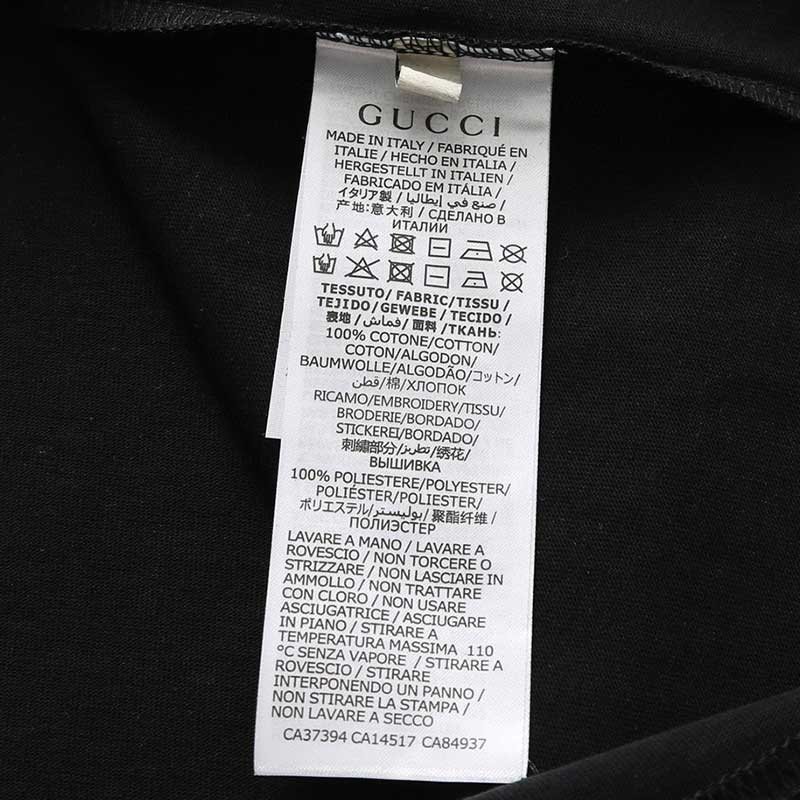 GUCCI
MADE IN ITALY / FABRIQUÉ EN
ITALIE / HECHO EN ITALIA /
HERGESTELLT IN ITALIEN /
FABRICADO EM ITÁLIA /
イタリア製 / صنع في إيطاليا /
产地:意大利 / СДЕЛАНО В
ИТАЛИИ
TESSUTO/ FABRIC/TISSU/
TEJIDO/ GEWEBE/ TECIDO/
表地/قماش/ 面料 /ТКАНЬ:
100% COTONE/COTTON/
COTON/ALGODON/
BAUMWOLLE/ALGODÃO/コットン/
قطن/棉/ХЛОПОК
RICAMO/EMBROIDERY/TISSU/
BRODERIE/BORDADO/
STICKEREI/BORDADO/
刺繍部分/تطريز/绣花/
ВЫШИВКА
100% POLIESTERE/POLYESTER/
POLIÉSTER/POLIESTER/
ポリエステル/بوليستر/聚酯纤维/
ПОЛИЭСТЕР
LAVARE A MANO / LAVARE A
ROVESCIO / NON TORCERE O
STRIZZARE / NON LASCIARE IN
AMMOLLO / NON TRATTARE
CON CLORO / NON USARE
ASCIUGATRICE / ASCIUGARE
IN PIANO / STIRARE A
TEMPERATURA MASSIMA 110
°C SENZA VAPORE / STIRARE A
ROVESCIO / STIRARE
INTERPONENDO UN PANNO /
NON STIRARE LA STAMPA /
NON LAVARE A SECCO
CA37394 CA14517 CA84937